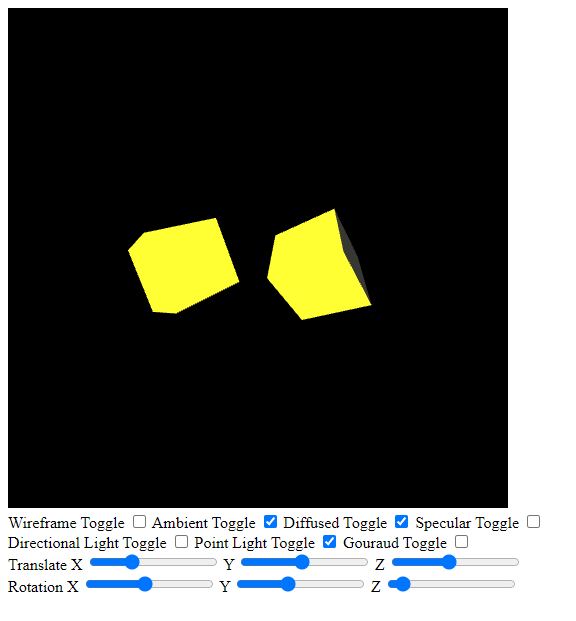 Wireframe Toggle Ambient Toggle Diffused Toggle Specular Toggle
Directional Light Toggle Point Light Toggle Gouraud Toggle
Translate X Y Z
Rotation X Y Z